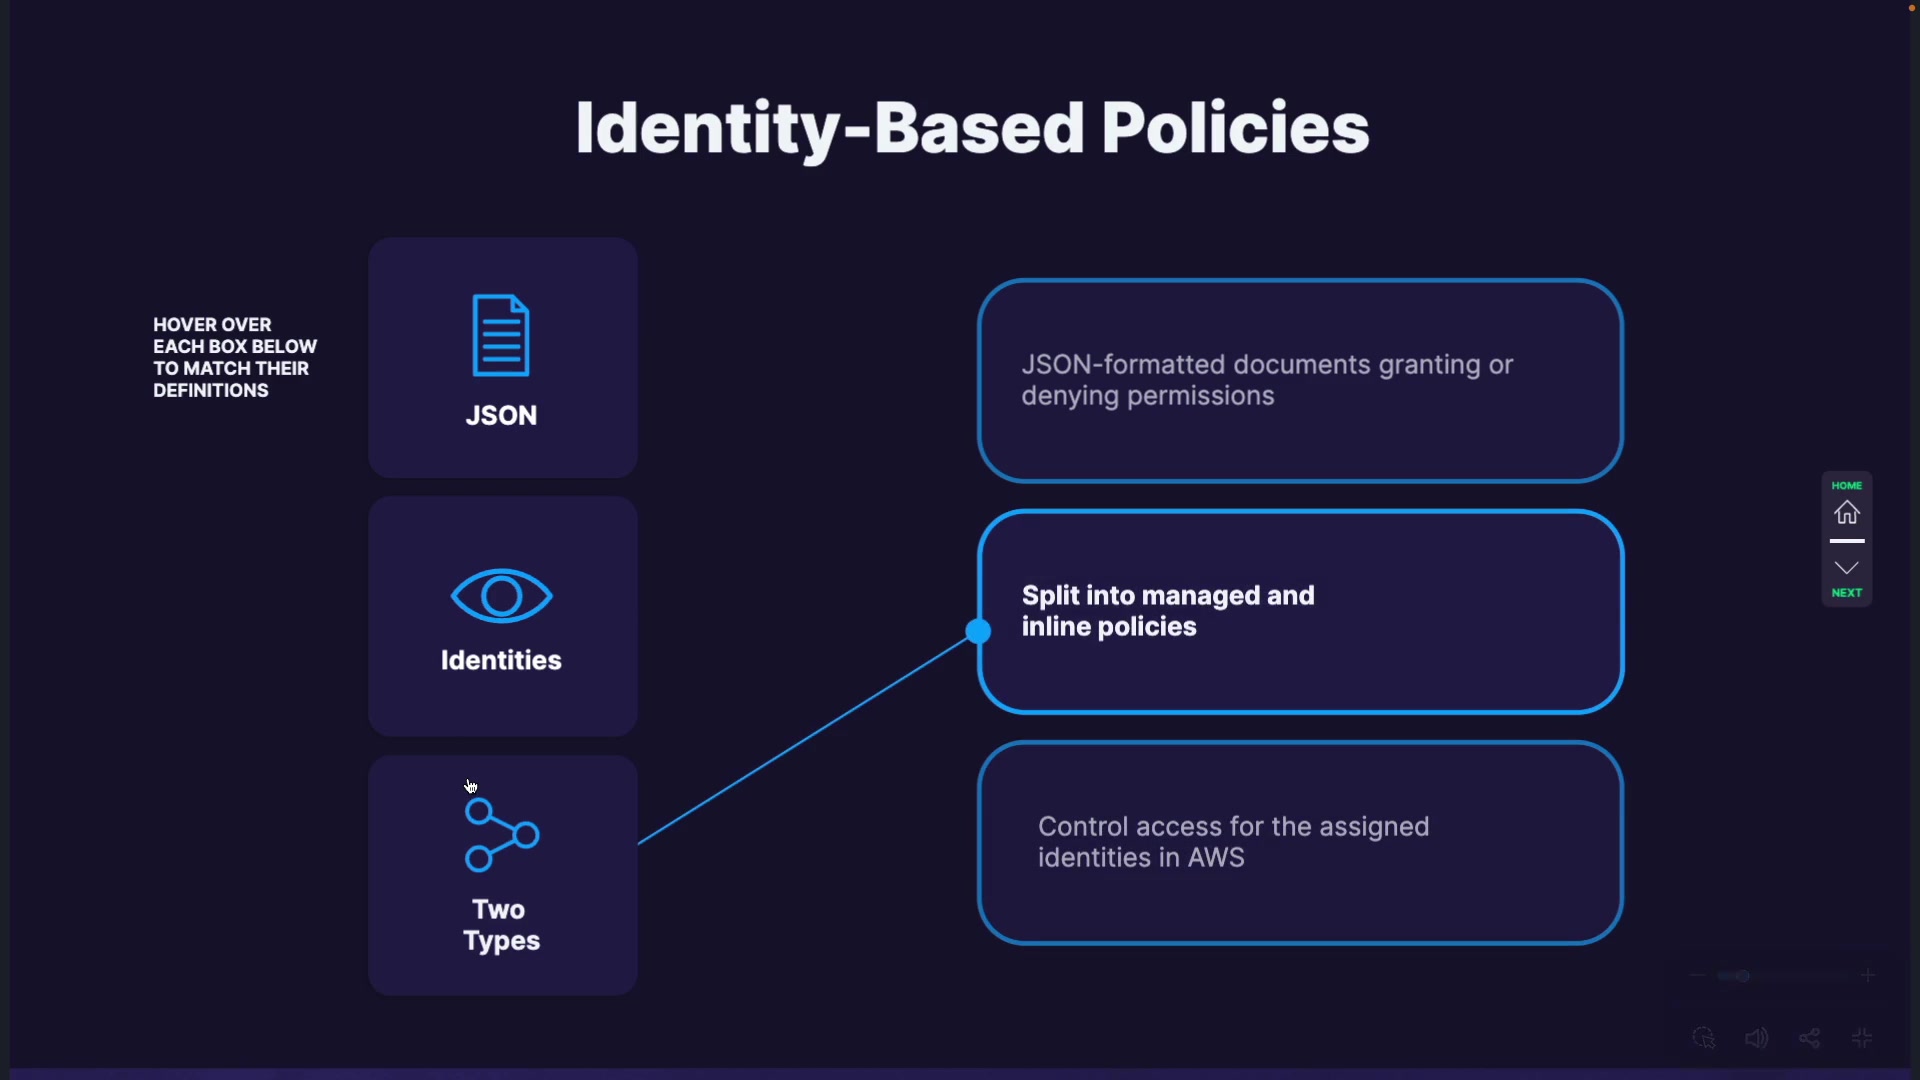 Identity-Based Policies
HOVER OVER
EACH BOX BELOW
TO MATCH THEIR
DEFINITIONS
JSON
JSON-formatted documents granting or
denying permissions
Identities
Split into managed and
inline policies
Two
Types
Control access for the assigned
identities in AWS
HOME
NEXT